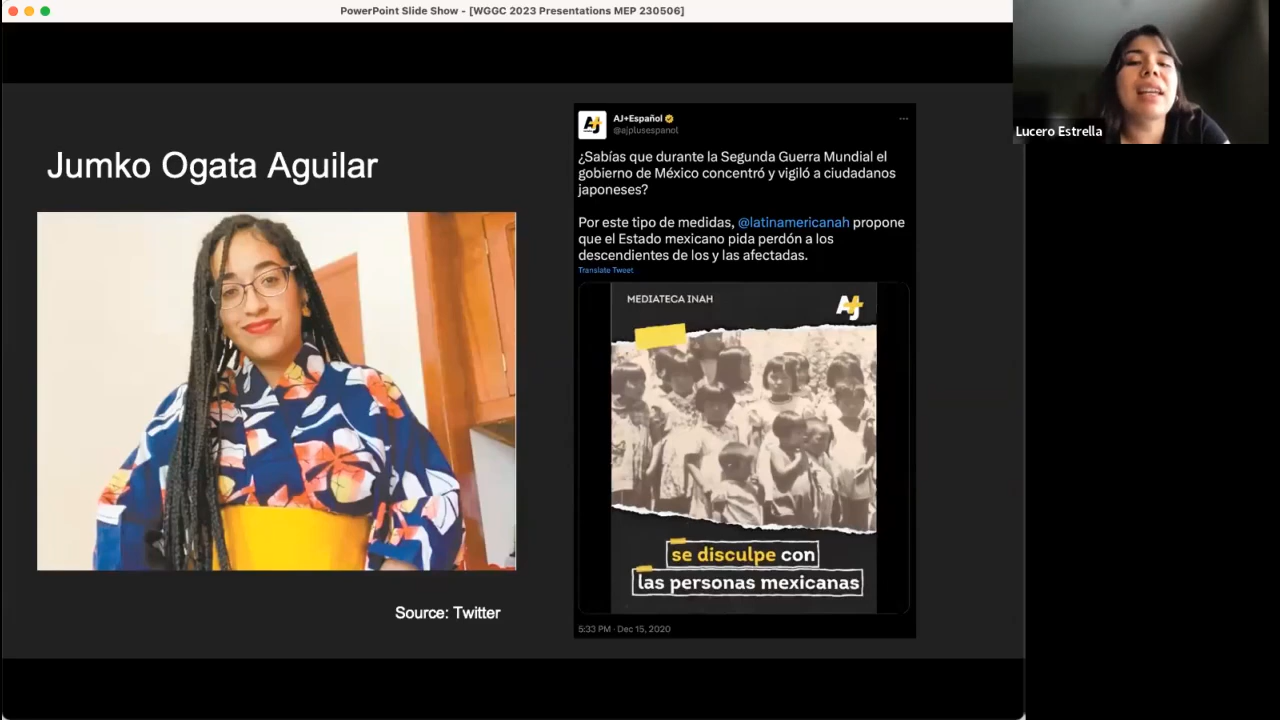 PowerPoint Slide Show - [WGGC 2023 Presentations MEP 230506]
Lucero Estrella
Jumko Ogata Aguilar
Source: Twitter
AJ+Español
@ajplusespanol
¿Sabías que durante la Segunda Guerra Mundial el
gobierno de México concentró y vigiló a ciudadanos
japoneses?
Por este tipo de medidas, @latinamericanah propone
que el Estado mexicano pida perdón a los
descendientes de los y las afectadas.
Translate Tweet
MEDIATECA INAH
AJ+
se disculpe con
las personas mexicanas
5:33 PM · Dec 15, 2020